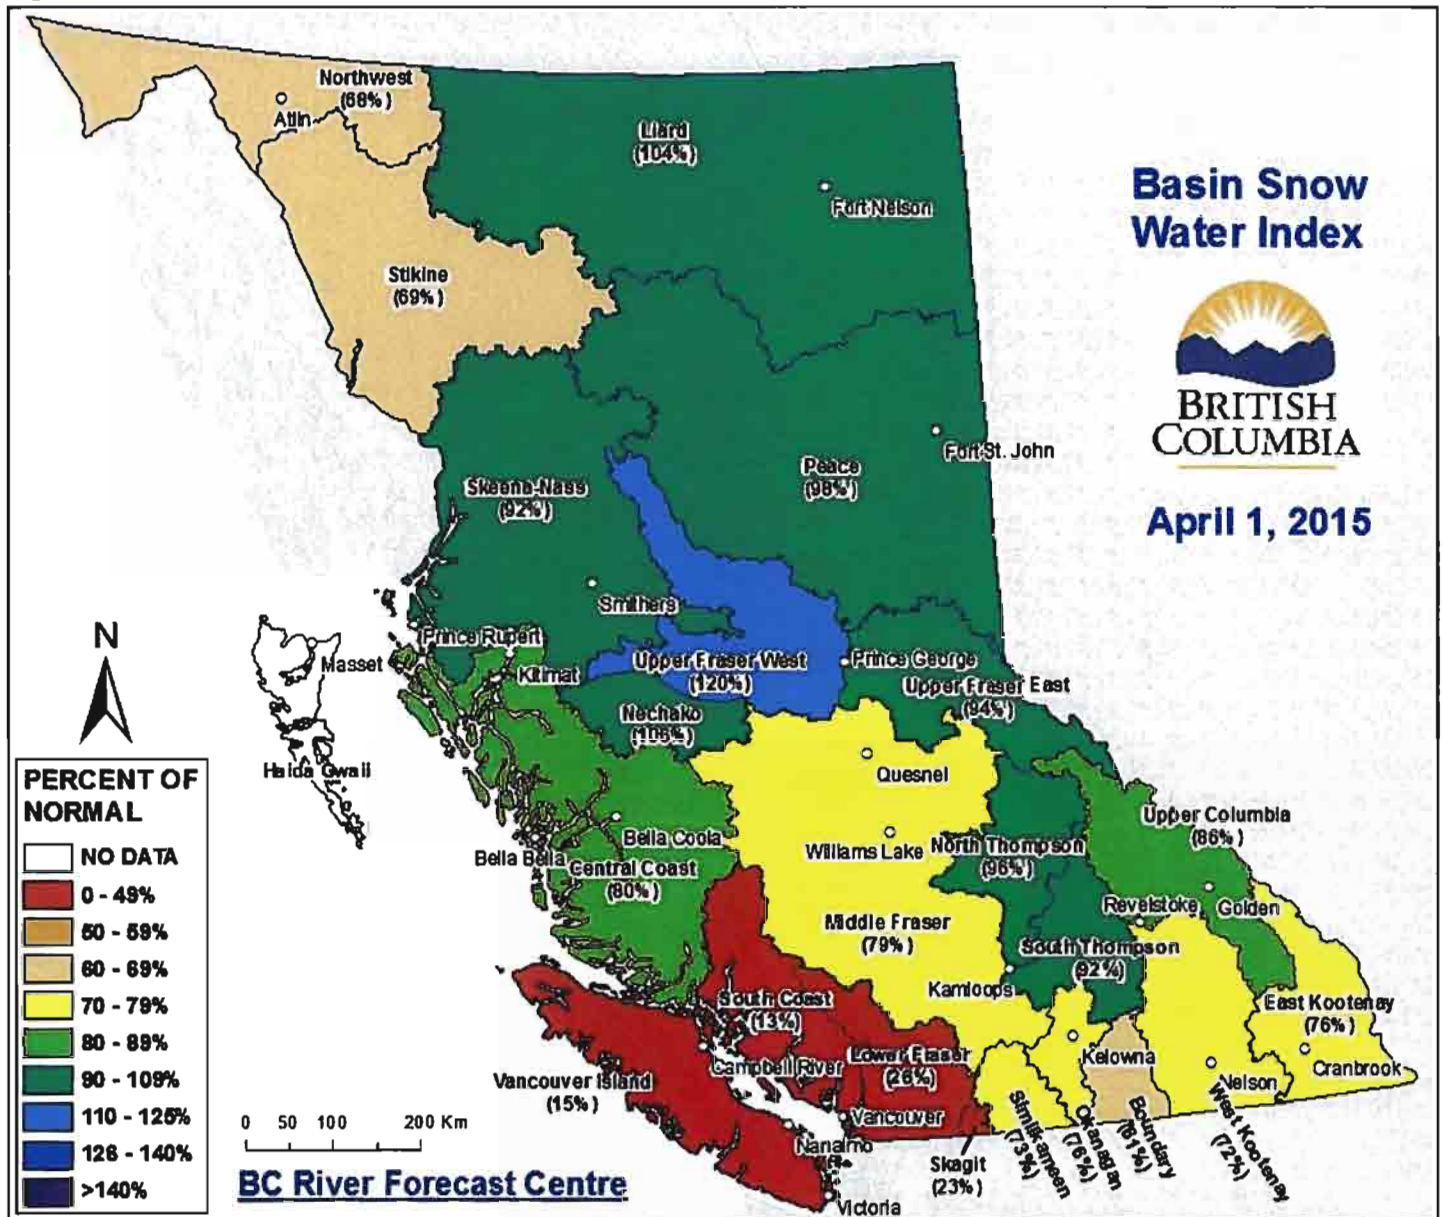 Northwest
(68%)
Atlin
Liard
(104%)
Fort Nelson
Basin Snow
Water Index
BRITISH
COLUMBIA
April 1, 2015
Stikine
(69%)
Peace
(98%)
Fort St. John
Skeena-Nass
(92%)
Smithers
Prince Rupert
Masset
Kitimat
Upper Fraser West
(120%)
Prince George
Upper Fraser East
(94%)
Nechako
(106%)
Haida Gwaii
Quesnel
Bella Coola
Bella Bella
Central Coast
(80%)
Williams Lake
North Thompson
(96%)
Upper Columbia
(86%)
Revelstoke
Golden
Middle Fraser
(79%)
South Thompson
(92%)
Kamloops
East Kootenay
(76%)
South Coast
(13%)
Campbell River
Lower Fraser
(26%)
Kelowna
Nelson
Cranbrook
Vancouver Island
(15%)
Vancouver
Nanaimo
Victoria
Skagit
(23%)
Similkameen
(73%)
Okanagan
(76%)
Boundary
(61%)
West Kootenay
(72%)
N
PERCENT OF
NORMAL
NO DATA
0 - 49%
50 - 59%
60 - 69%
70 - 79%
80 - 89%
90 - 109%
110 - 125%
126 - 140%
>140%
0 50 100 200 Km
BC River Forecast Centre